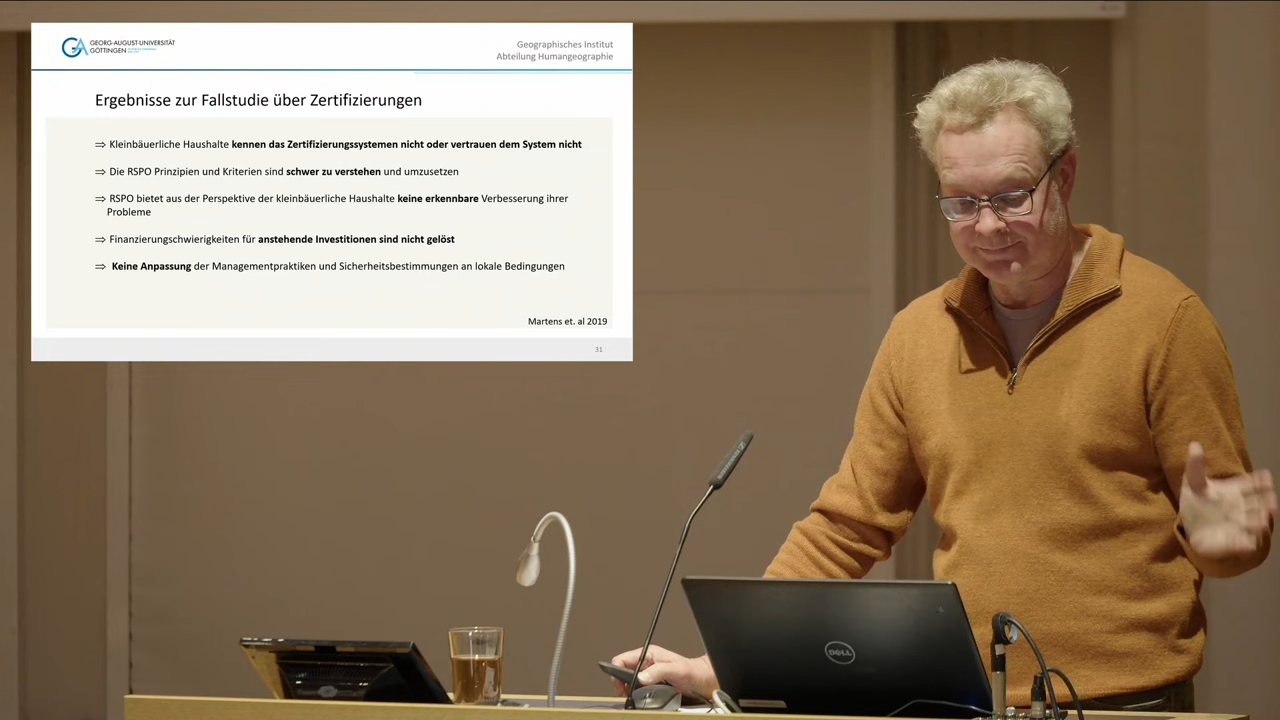 GEORG-AUGUST-UNIVERSITÄT
GÖTTINGEN
Geographisches Institut
Abteilung Humangeographie
Ergebnisse zur Fallstudie über Zertifizierungen
⇒ Kleinbäuerliche Haushalte kennen das Zertifizierungssystemen nicht oder vertrauen dem System nicht
⇒ Die RSPO Prinzipien und Kriterien sind schwer zu verstehen und umzusetzen
⇒ RSPO bietet aus der Perspektive der kleinbäuerliche Haushalte keine erkennbare Verbesserung ihrer
Probleme
⇒ Finanzierungschwierigkeiten für anstehende Investitionen sind nicht gelöst
⇒ Keine Anpassung der Managementpraktiken und Sicherheitsbestimmungen an lokale Bedingungen
Martens et. al 2019
31
DELL